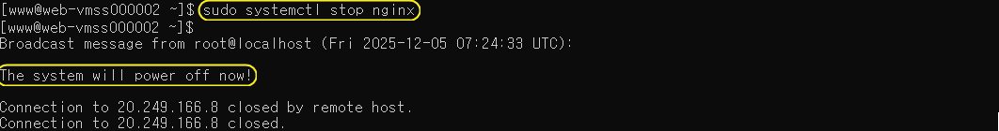 [www@web-vmss000002 ~]$ sudo systemctl stop nginx
[www@web-vmss000002 ~]$
Broadcast message from root@localhost (Fri 2025-12-05 07:24:33 UTC):
The system will power off now!
Connection to 20.249.166.8 closed by remote host.
Connection to 20.249.166.8 closed.